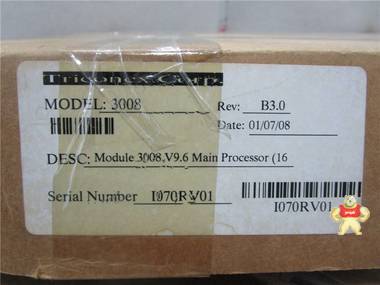 Triconex Corp.
MODEL: 3008
Rev: B3.0
Date: 01/07/08
DESC: Module 3008,V9.6 Main Processor (16
Serial Number I070RV01
I070RV01